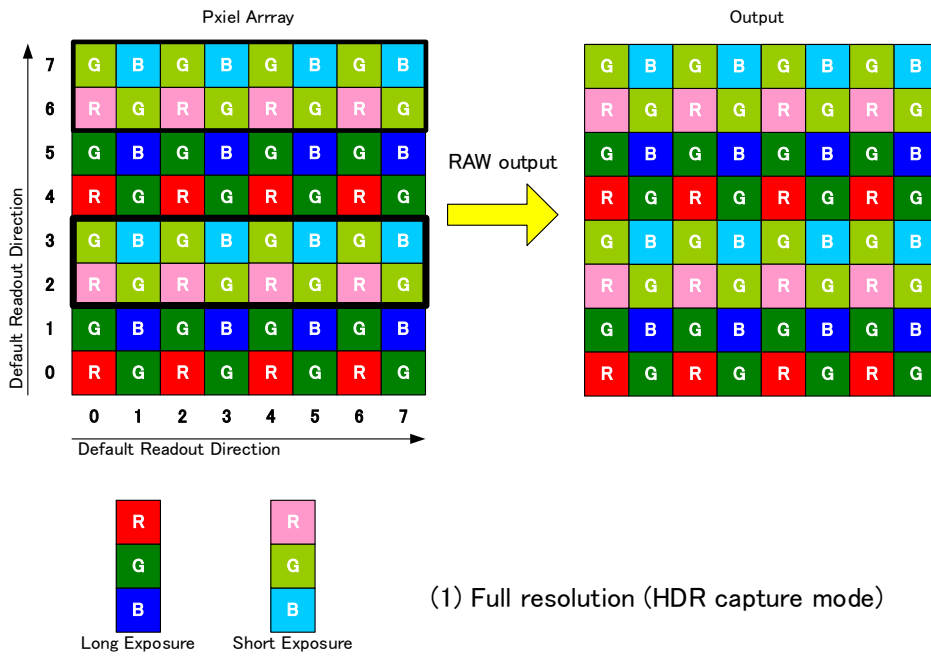 Pxiel Arrray
Output
7 G B G B G B G B
G B G B G B G B
6 R G R G R G R G
R G R G R G R G
5 G B G B G B G B
G B G B G B G B
4 R G R G R G R G
R G R G R G R G
3 G B G B G B G B
G B G B G B G B
2 R G R G R G R G
R G R G R G R G
1 G B G B G B G B
G B G B G B G B
0 R G R G R G R G
R G R G R G R G
0 1 2 3 4 5 6 7
Default Readout Direction
Default Readout Direction
RAW output
R
G
B
Long Exposure
R
G
B
Short Exposure
(1) Full resolution (HDR capture mode)